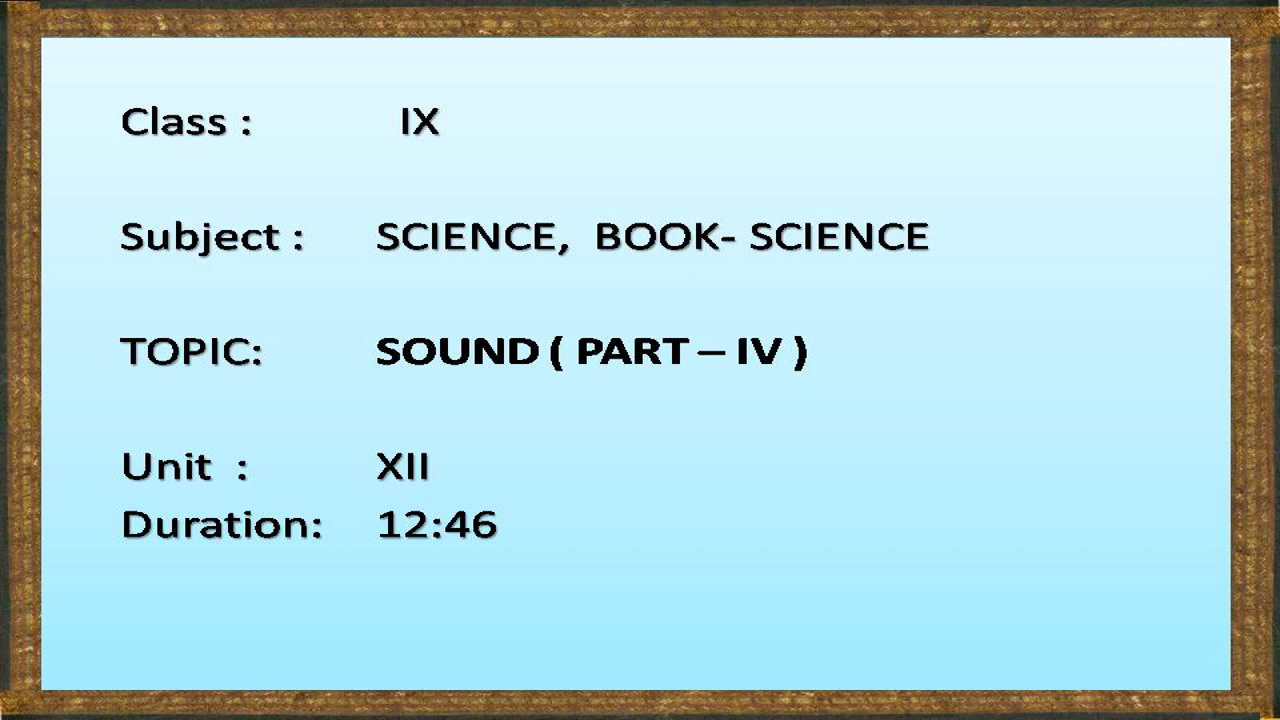 Class : IX
Subject : SCIENCE, BOOK- SCIENCE
TOPIC: SOUND ( PART – IV )
Unit : XII
Duration: 12:46